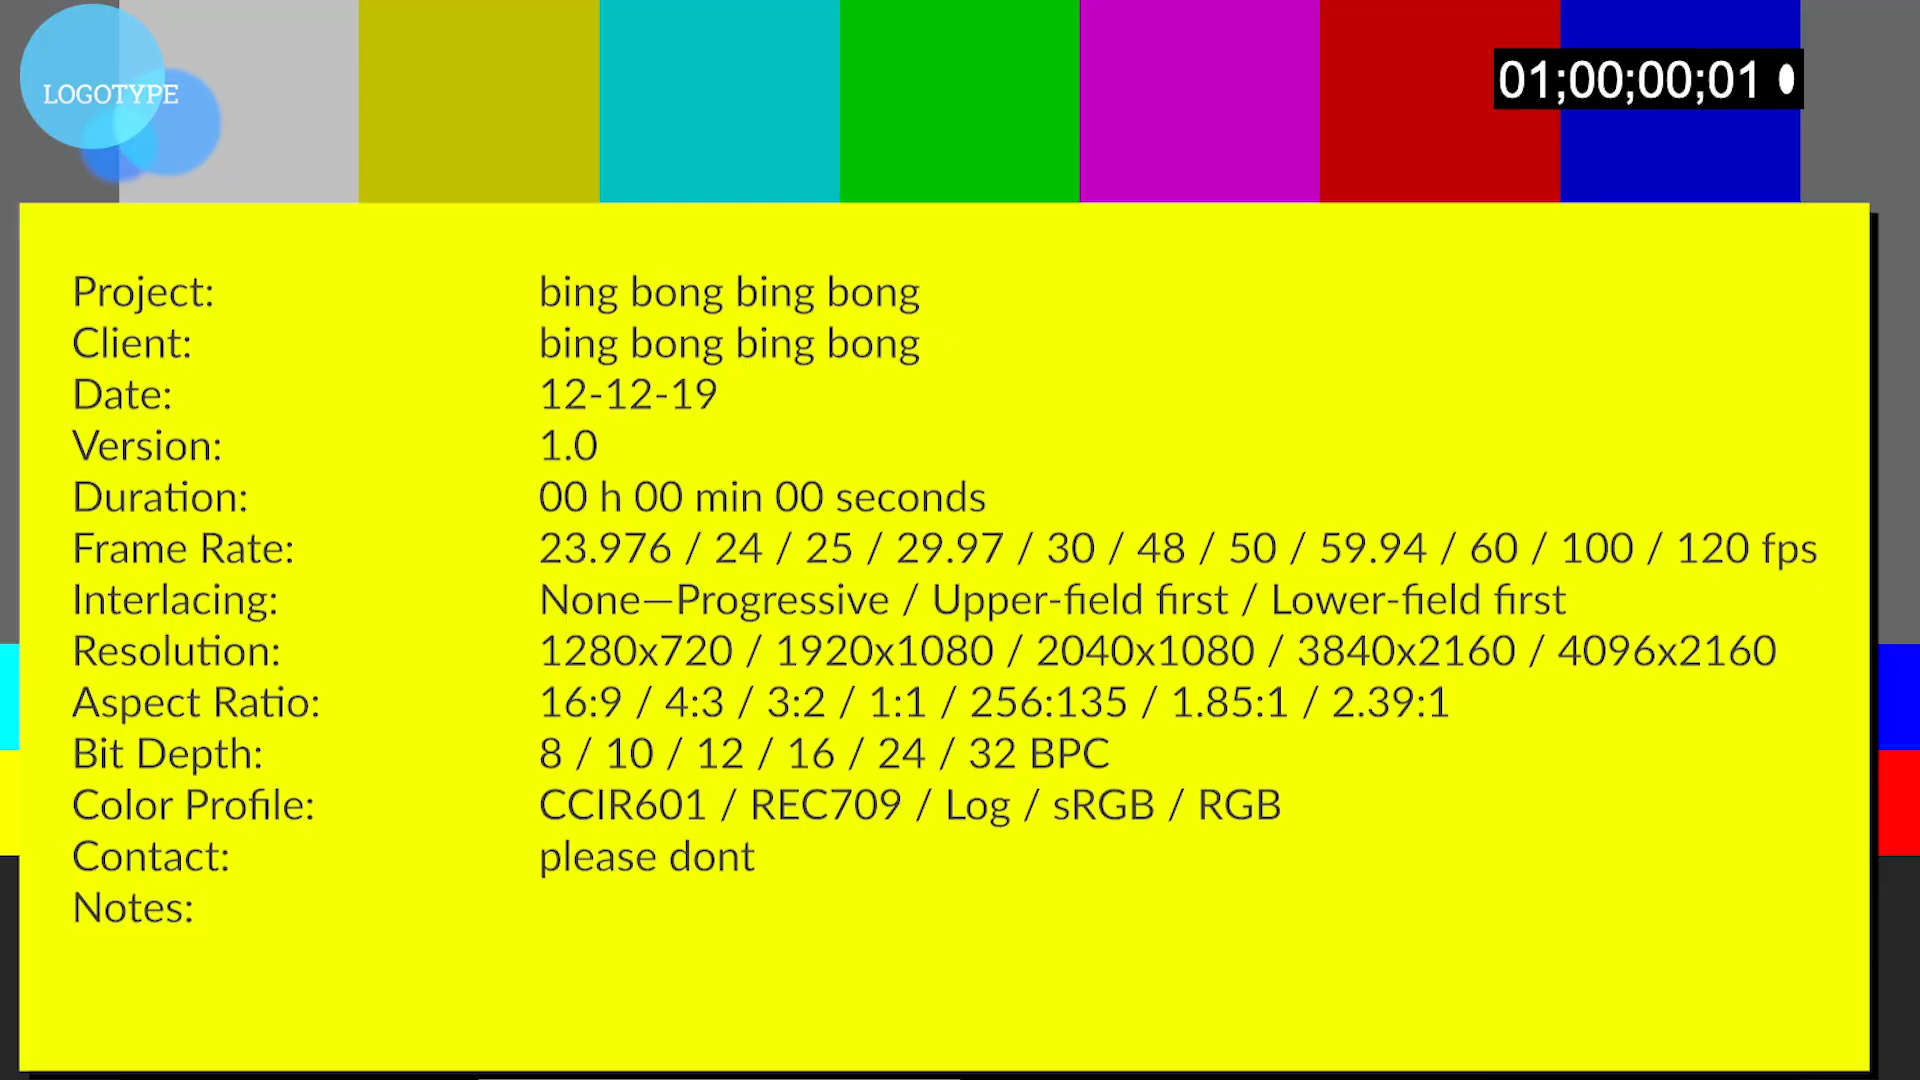 LOGOTYPE
01;00;00;01
Project: bing bong bing bong
Client: bing bong bing bong
Date: 12-12-19
Version: 1.0
Duration: 00 h 00 min 00 seconds
Frame Rate: 23.976 / 24 / 25 / 29.97 / 30 / 48 / 50 / 59.94 / 60 / 100 / 120 fps
Interlacing: None—Progressive / Upper-field first / Lower-field first
Resolution: 1280x720 / 1920x1080 / 2040x1080 / 3840x2160 / 4096x2160
Aspect Ratio: 16:9 / 4:3 / 3:2 / 1:1 / 256:135 / 1.85:1 / 2.39:1
Bit Depth: 8 / 10 / 12 / 16 / 24 / 32 BPC
Color Profile: CCIR601 / REC709 / Log / sRGB / RGB
Contact: please dont
Notes: